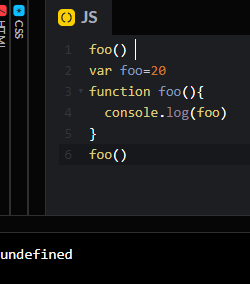 HTML
CSS
() JS
1 foo()
2 var foo=20
3 function foo(){
4 console.log(foo)
5 }
6 foo()
undefined